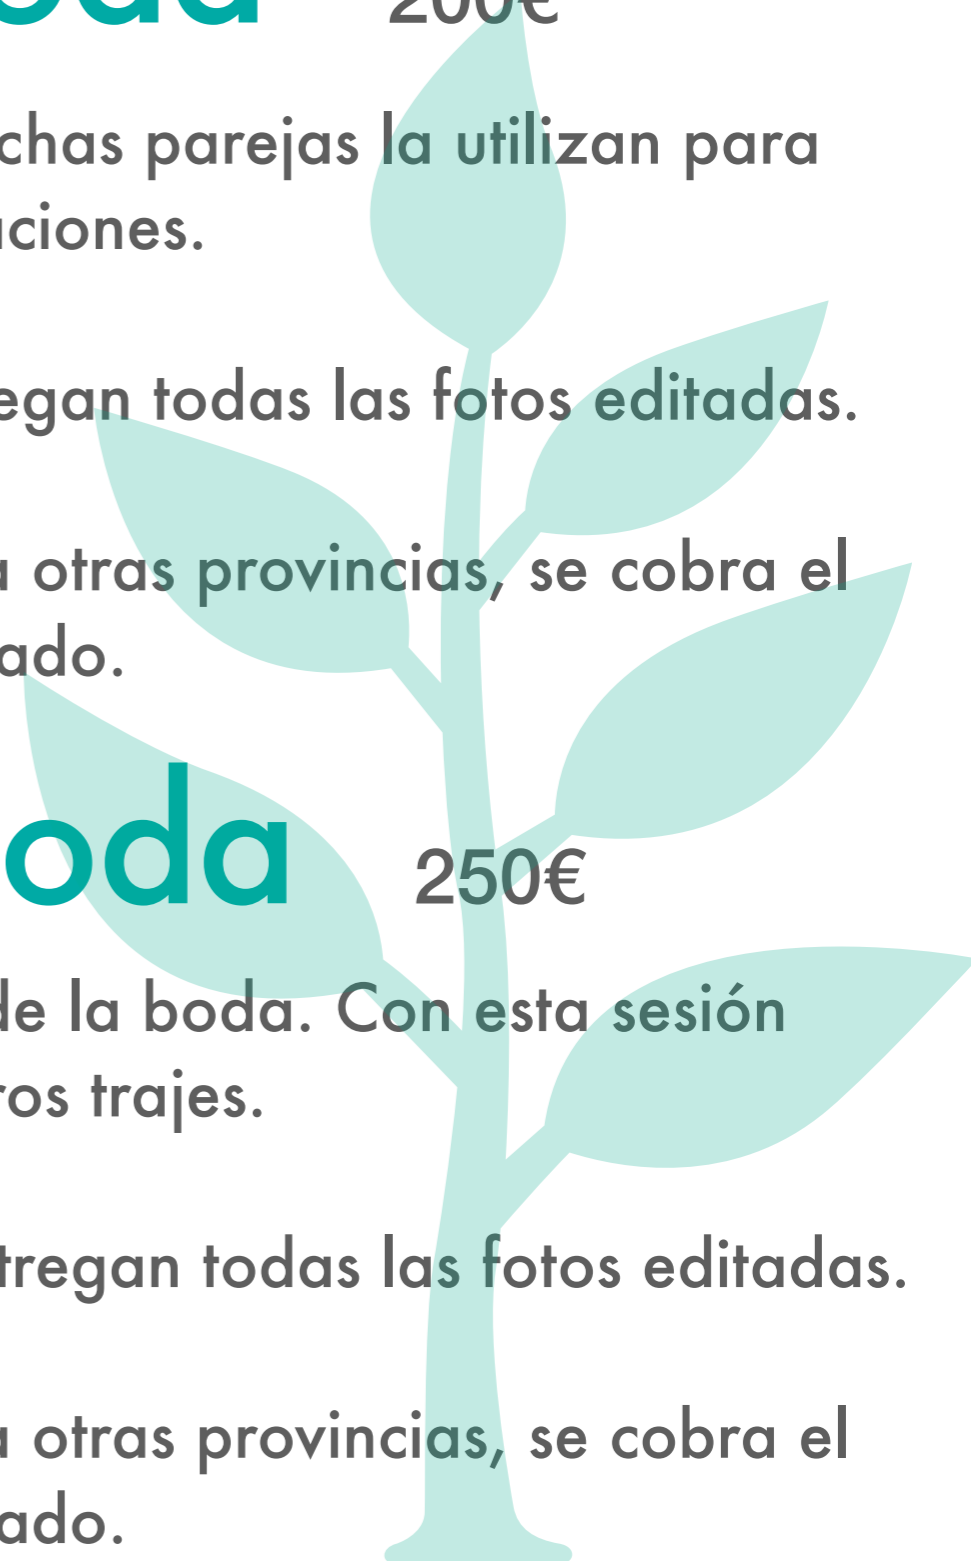 oda 200€
chas parejas la utilizan para
ciones.
egan todas las fotos editadas.
a otras provincias, se cobra el
ado.
oda 250€
de la boda. Con esta sesión
ros trajes.
tregan todas las fotos editadas.
a otras provincias, se cobra el
ado.